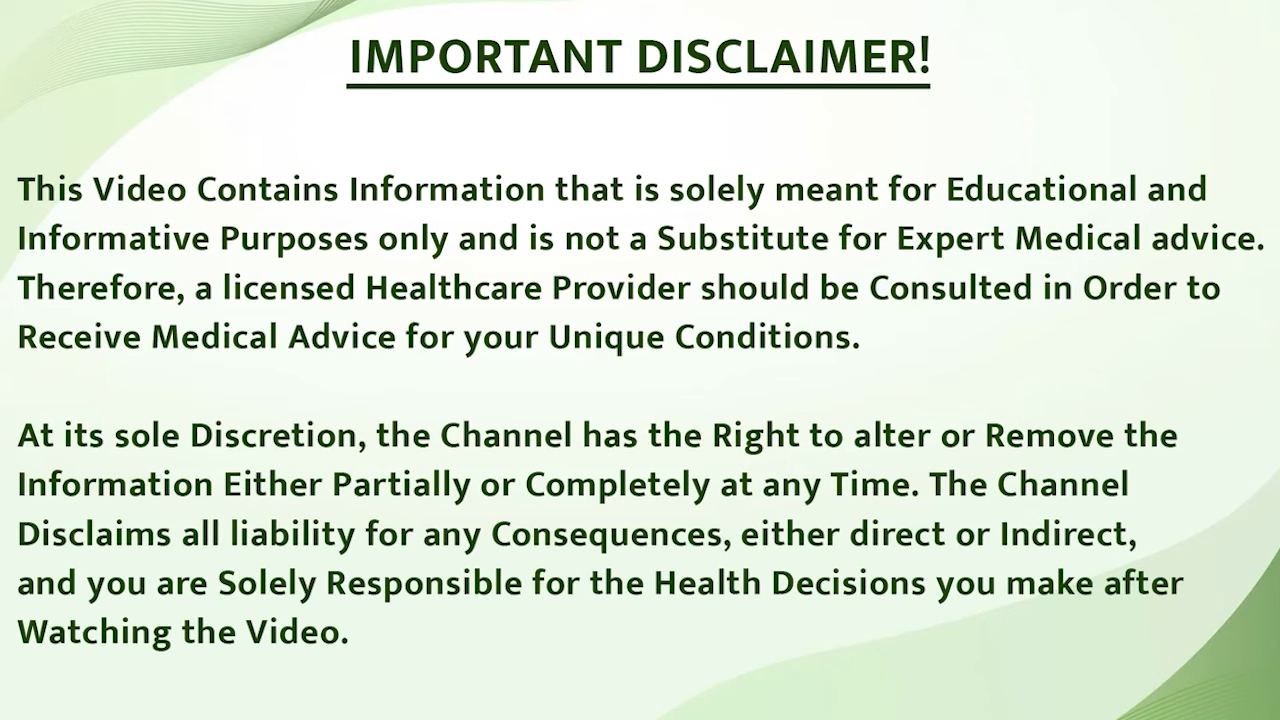 IMPORTANT DISCLAIMER!
This Video Contains Information that is solely meant for Educational and
Informative Purposes only and is not a Substitute for Expert Medical advice.
Therefore, a licensed Healthcare Provider should be Consulted in Order to
Receive Medical Advice for your Unique Conditions.
At its sole Discretion, the Channel has the Right to alter or Remove the
Information Either Partially or Completely at any Time. The Channel
Disclaims all liability for any Consequences, either direct or Indirect,
and you are Solely Responsible for the Health Decisions you make after
Watching the Video.